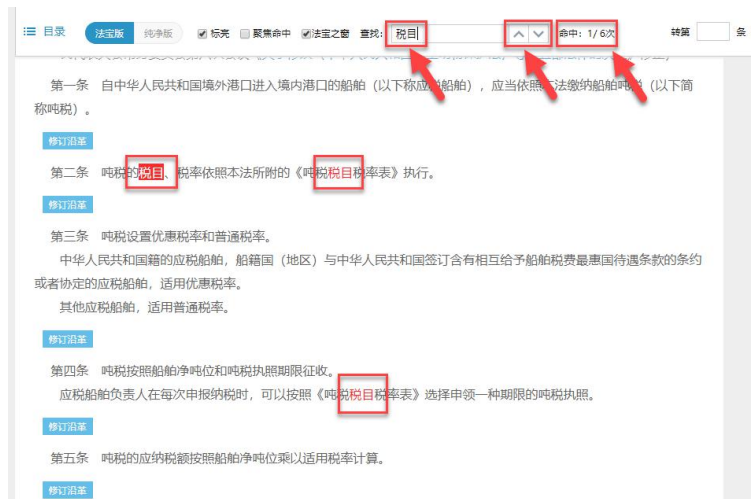 目录 法宝版 纯净版 标亮 聚焦命中 法宝之窗 查找: 税目 命中: 1/ 6次 转第 条
第一条 自中华人民共和国境外港口进入境内港口的船舶（以下称应税船舶），应当依照本法缴纳船舶吨税（以下简
称吨税）。
修订沿革
第二条 吨税的税目、税率依照本法所附的《吨税税目税率表》执行。
修订沿革
第三条 吨税设置优惠税率和普通税率。
中华人民共和国籍的应税船舶，船籍国（地区）与中华人民共和国签订含有相互给予船舶税费最惠国待遇条款的条约
或者协定的应税船舶，适用优惠税率。
其他应税船舶，适用普通税率。
修订沿革
第四条 吨税按照船舶净吨位和吨税执照期限征收。
应税船舶负责人在每次申报纳税时，可以按照《吨税税目税率表》选择申领一种期限的吨税执照。
修订沿革
第五条 吨税的应纳税额按照船舶净吨位乘以适用税率计算。
修订沿革